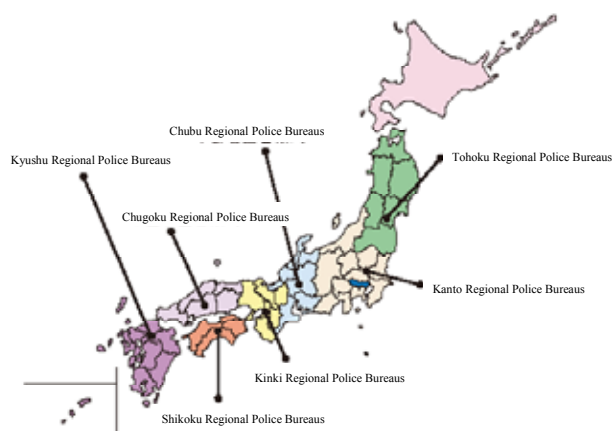 Chubu Regional Police Bureaus
Kyushu Regional Police Bureaus
Tohoku Regional Police Bureaus
Chugoku Regional Police Bureaus
Kanto Regional Police Bureaus
Kinki Regional Police Bureaus
Shikoku Regional Police Bureaus